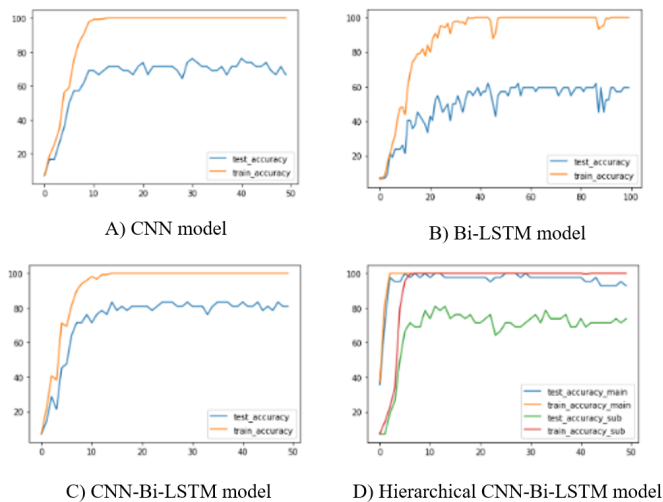 100
80
60
40
20
0 10 20 30 40 50
test_accuracy
train_accuracy
A) CNN model
100
80
60
40
20
0 20 40 60 80 100
test_accuracy
train_accuracy
B) Bi-LSTM model
100
80
60
40
20
0 10 20 30 40 50
test_accuracy
train_accuracy
C) CNN-Bi-LSTM model
100
80
60
40
20
0 10 20 30 40 50
test_accuracy_main
train_accuracy_main
test_accuracy_sub
train_accuracy_sub
D) Hierarchical CNN-Bi-LSTM model